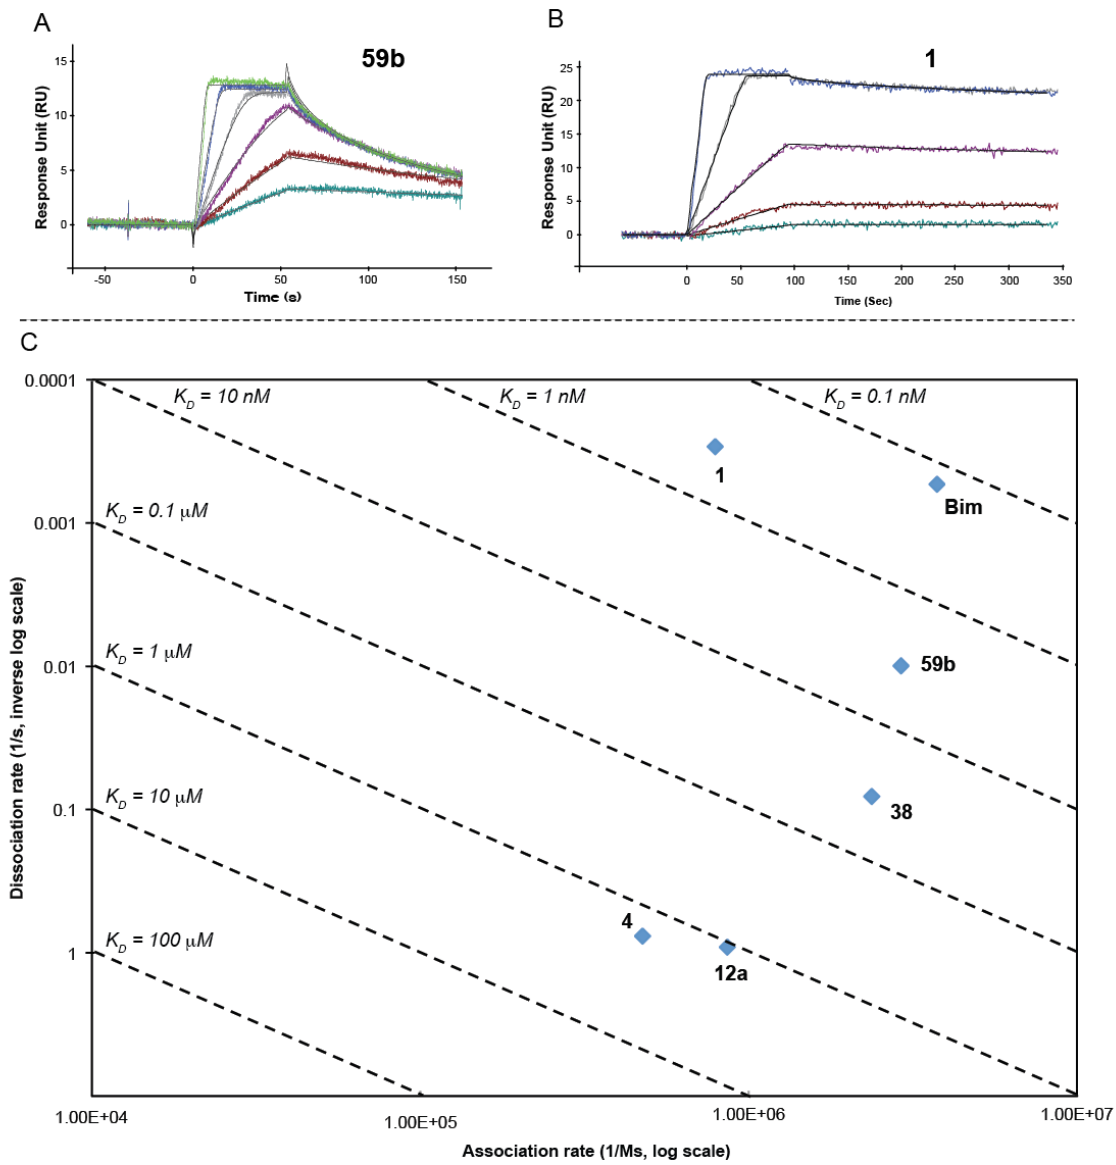 A
59b
Response Unit (RU)
15
10
5
0
-50
0
50
100
150
Time (s)
B
1
Response Unit (RU)
25
20
15
10
5
0
0
50
100
150
200
250
300
350
Time (Sec)
C
Dissociation rate (1/s, inverse log scale)
0.0001
0.001
0.01
0.1
1
K_D = 10 nM
K_D = 1 nM
K_D = 0.1 nM
K_D = 0.1 μM
K_D = 1 μM
K_D = 10 μM
K_D = 100 μM
1
Bim
59b
38
4
12a
1.00E+04
1.00E+05
1.00E+06
1.00E+07
Association rate (1/Ms, log scale)